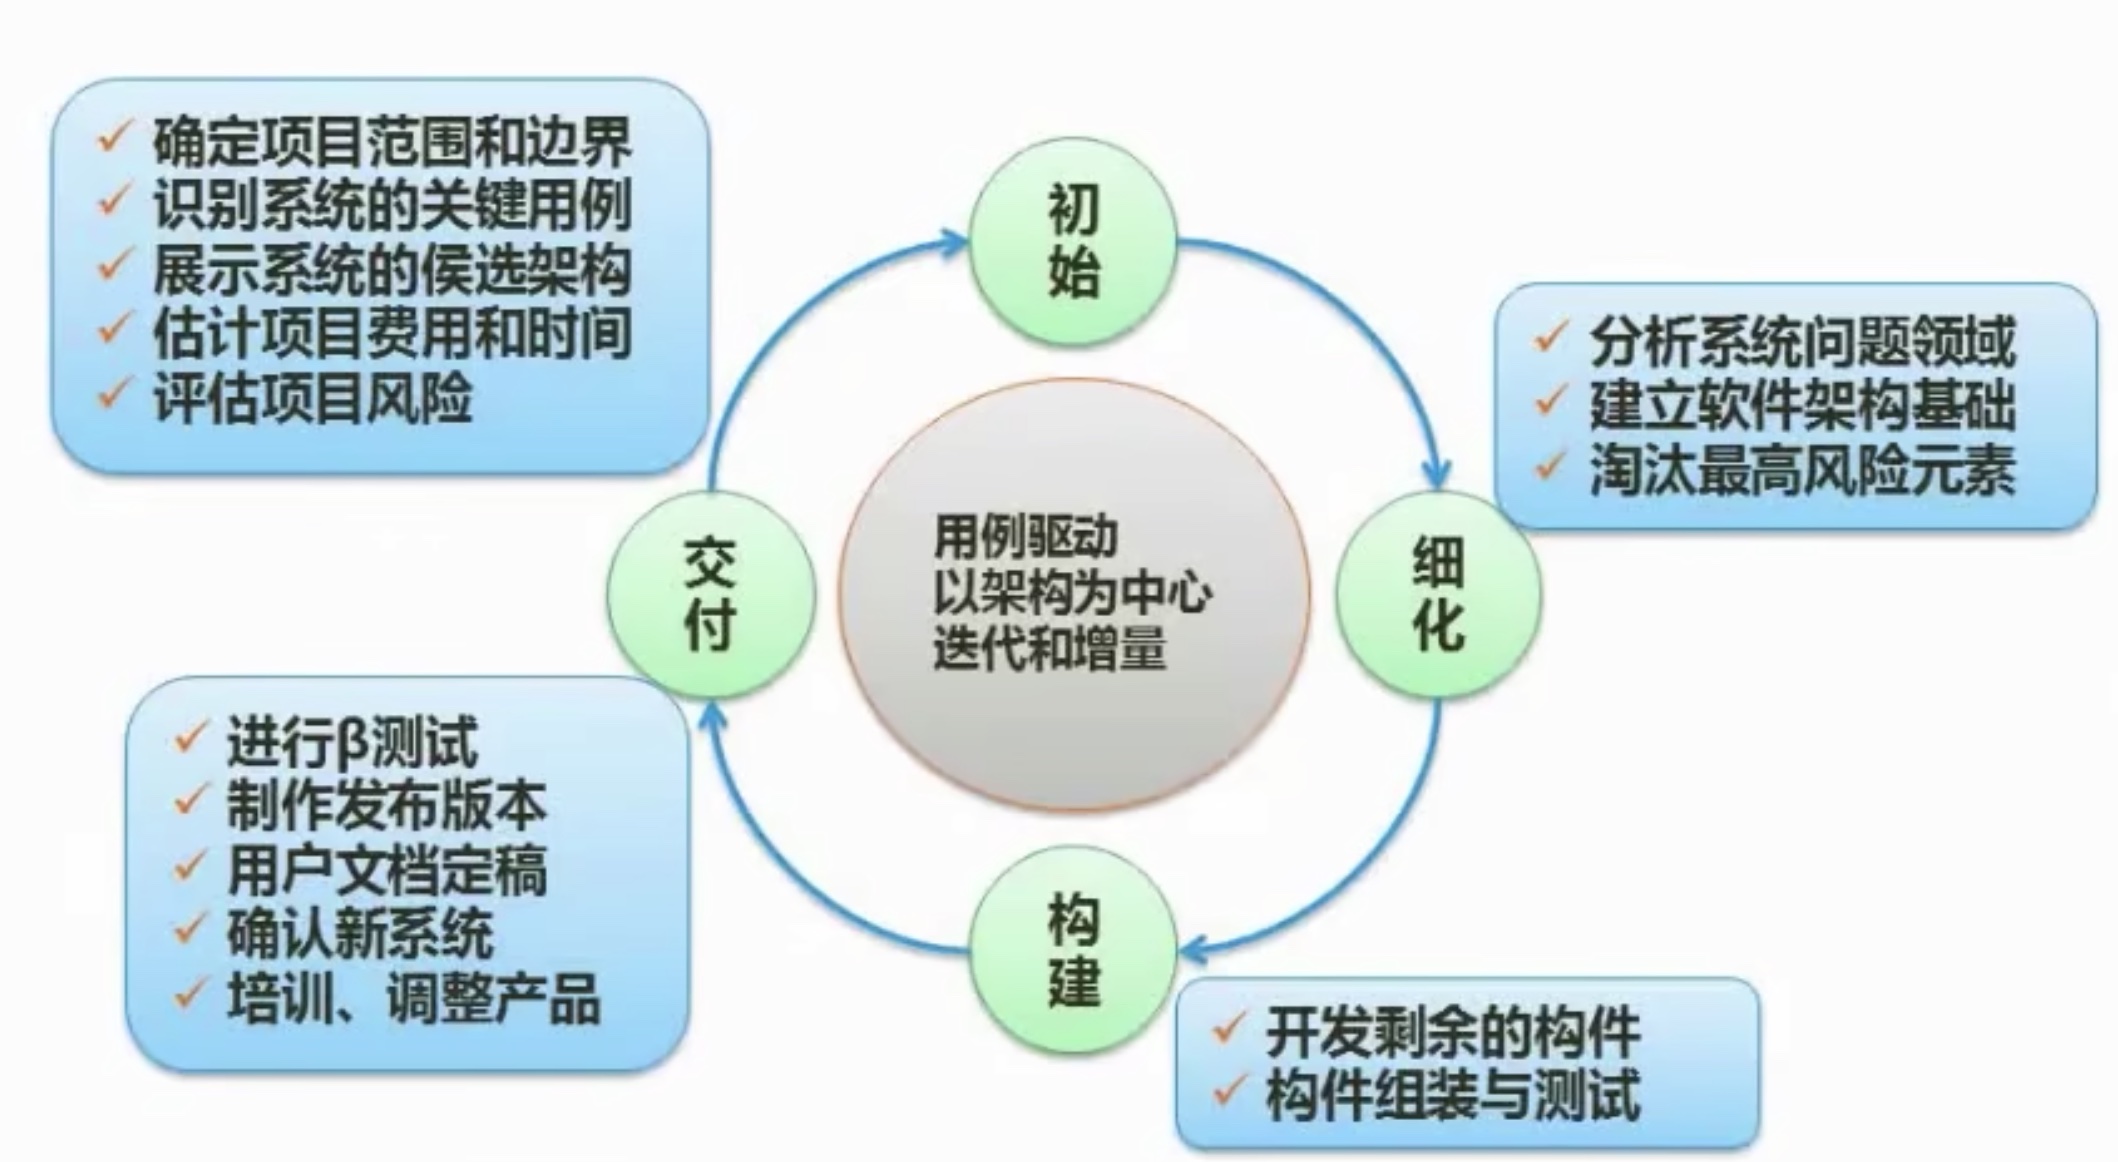 确定项目范围和边界
识别系统的关键用例
展示系统的侯选架构
估计项目费用和时间
评估项目风险
初
始
分析系统问题领域
建立软件架构基础
淘汰最高风险元素
交
付
用例驱动
以架构为中心
迭代和增量
细
化
进行β测试
制作发布版本
用户文档定稿
确认新系统
培训、调整产品
构
建
开发剩余的构件
构件组装与测试